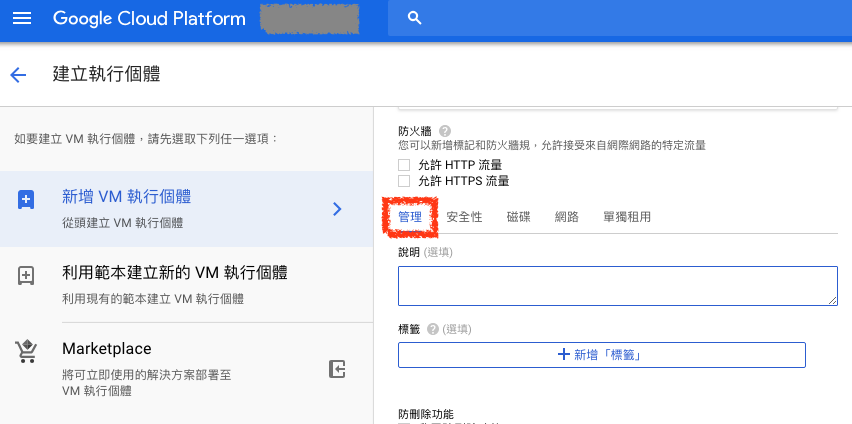 Google Cloud Platform
建立執行個體
如要建立 VM 執行個體，請先選取下列任一選項：
新增 VM 執行個體
從頭建立 VM 執行個體
利用範本建立新的 VM 執行個體
利用現有的範本建立 VM 執行個體
Marketplace
將可立即使用的解決方案部署至
VM 執行個體
防火牆
您可以新增標記和防火牆規，允許接受來自網際網路的特定流量
允許 HTTP 流量
允許 HTTPS 流量
管理 安全性 磁碟 網路 單獨租用
說明 (選填)
標籤 (選填)
新增「標籤」
防刪除功能